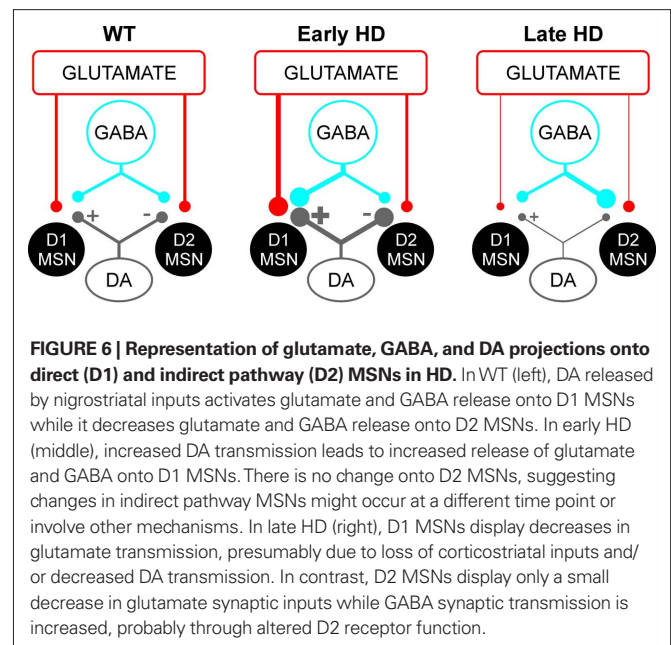 WT Early HD Late HD
GLUTAMATE GLUTAMATE GLUTAMATE
GABA GABA GABA
+ - + - +
D1 MSN D2 MSN D1 MSN D2 MSN D1 MSN D2 MSN
DA DA DA
FIGURE 6 | Representation of glutamate, GABA, and DA projections onto
direct (D1) and indirect pathway (D2) MSNs in HD. In WT (left), DA released
by nigrostriatal inputs activates glutamate and GABA release onto D1 MSNs
while it decreases glutamate and GABA release onto D2 MSNs. In early HD
(middle), increased DA transmission leads to increased release of glutamate
and GABA onto D1 MSNs. There is no change onto D2 MSNs, suggesting
changes in indirect pathway MSNs might occur at a different time point or
involve other mechanisms. In late HD (right), D1 MSNs display decreases in
glutamate transmission, presumably due to loss of corticostriatal inputs and/
or decreased DA transmission. In contrast, D2 MSNs display only a small
decrease in glutamate synaptic inputs while GABA synaptic transmission is
increased, probably through altered D2 receptor function.